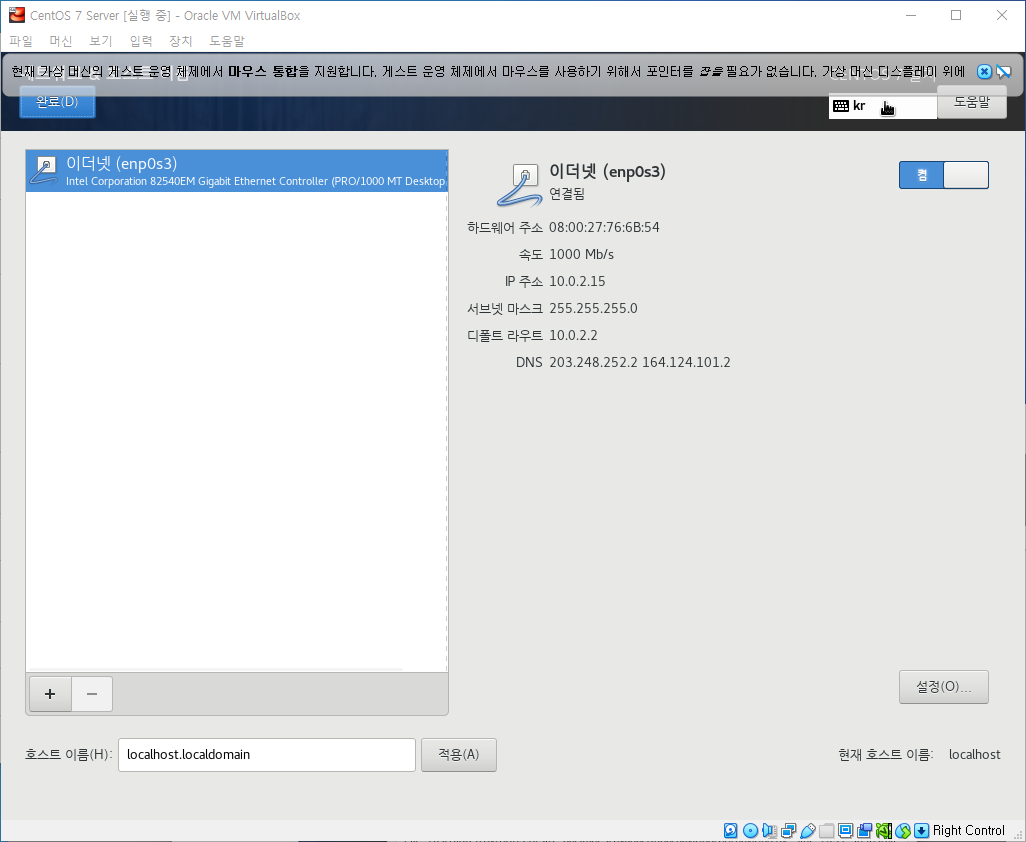 CentOS 7 Server [실행 중] - Oracle VM VirtualBox
파일 머신 보기 입력 장치 도움말
현재 가상 머신의 게스트 운영 체제에서 마우스 통합을 지원합니다. 게스트 운영 체제에서 마우스를 사용하기 위해서 포인터를 잡을 필요가 없습니다. 가상 머신 디스플레이 위에
완료(D)
kr
도움말
이더넷 (enp0s3)
Intel Corporation 82540EM Gigabit Ethernet Controller (PRO/1000 MT Desktop
이더넷 (enp0s3)
연결됨
켬
하드웨어 주소 08:00:27:76:6B:54
속도 1000 Mb/s
IP 주소 10.0.2.15
서브넷 마스크 255.255.255.0
디폴트 라우트 10.0.2.2
DNS 203.248.252.2 164.124.101.2
+ −
설정(O)...
호스트 이름(H): localhost.localdomain 적용(A) 현재 호스트 이름: localhost
Right Control